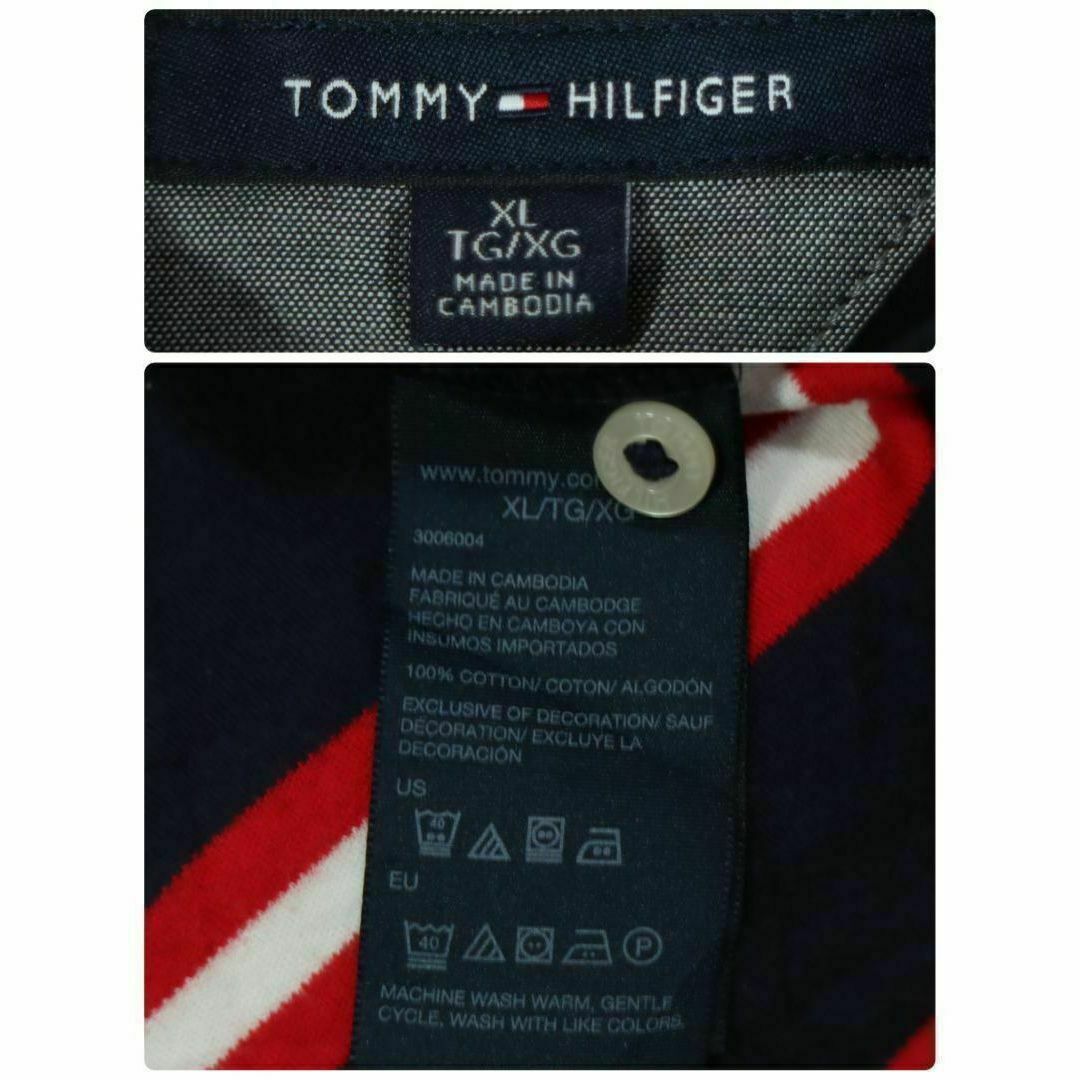 TOMMY HILFIGER
XL
TG/XG
MADE IN
CAMBODIA
www.tommy.co
XL/TG/XG
3006004
MADE IN CAMBODIA
FABRIQUÉ AU CAMBODGE
HECHO EN CAMBOYA CON
INSUMOS IMPORTADOS
100% COTTON/ COTON/ ALGODÓN
EXCLUSIVE OF DECORATION/ SAUF
DÉCORATION/ EXCLUYE LA
DECORACIÓN
US
40
EU
40 P
MACHINE WASH WARM, GENTLE
CYCLE. WASH WITH LIKE COLORS.